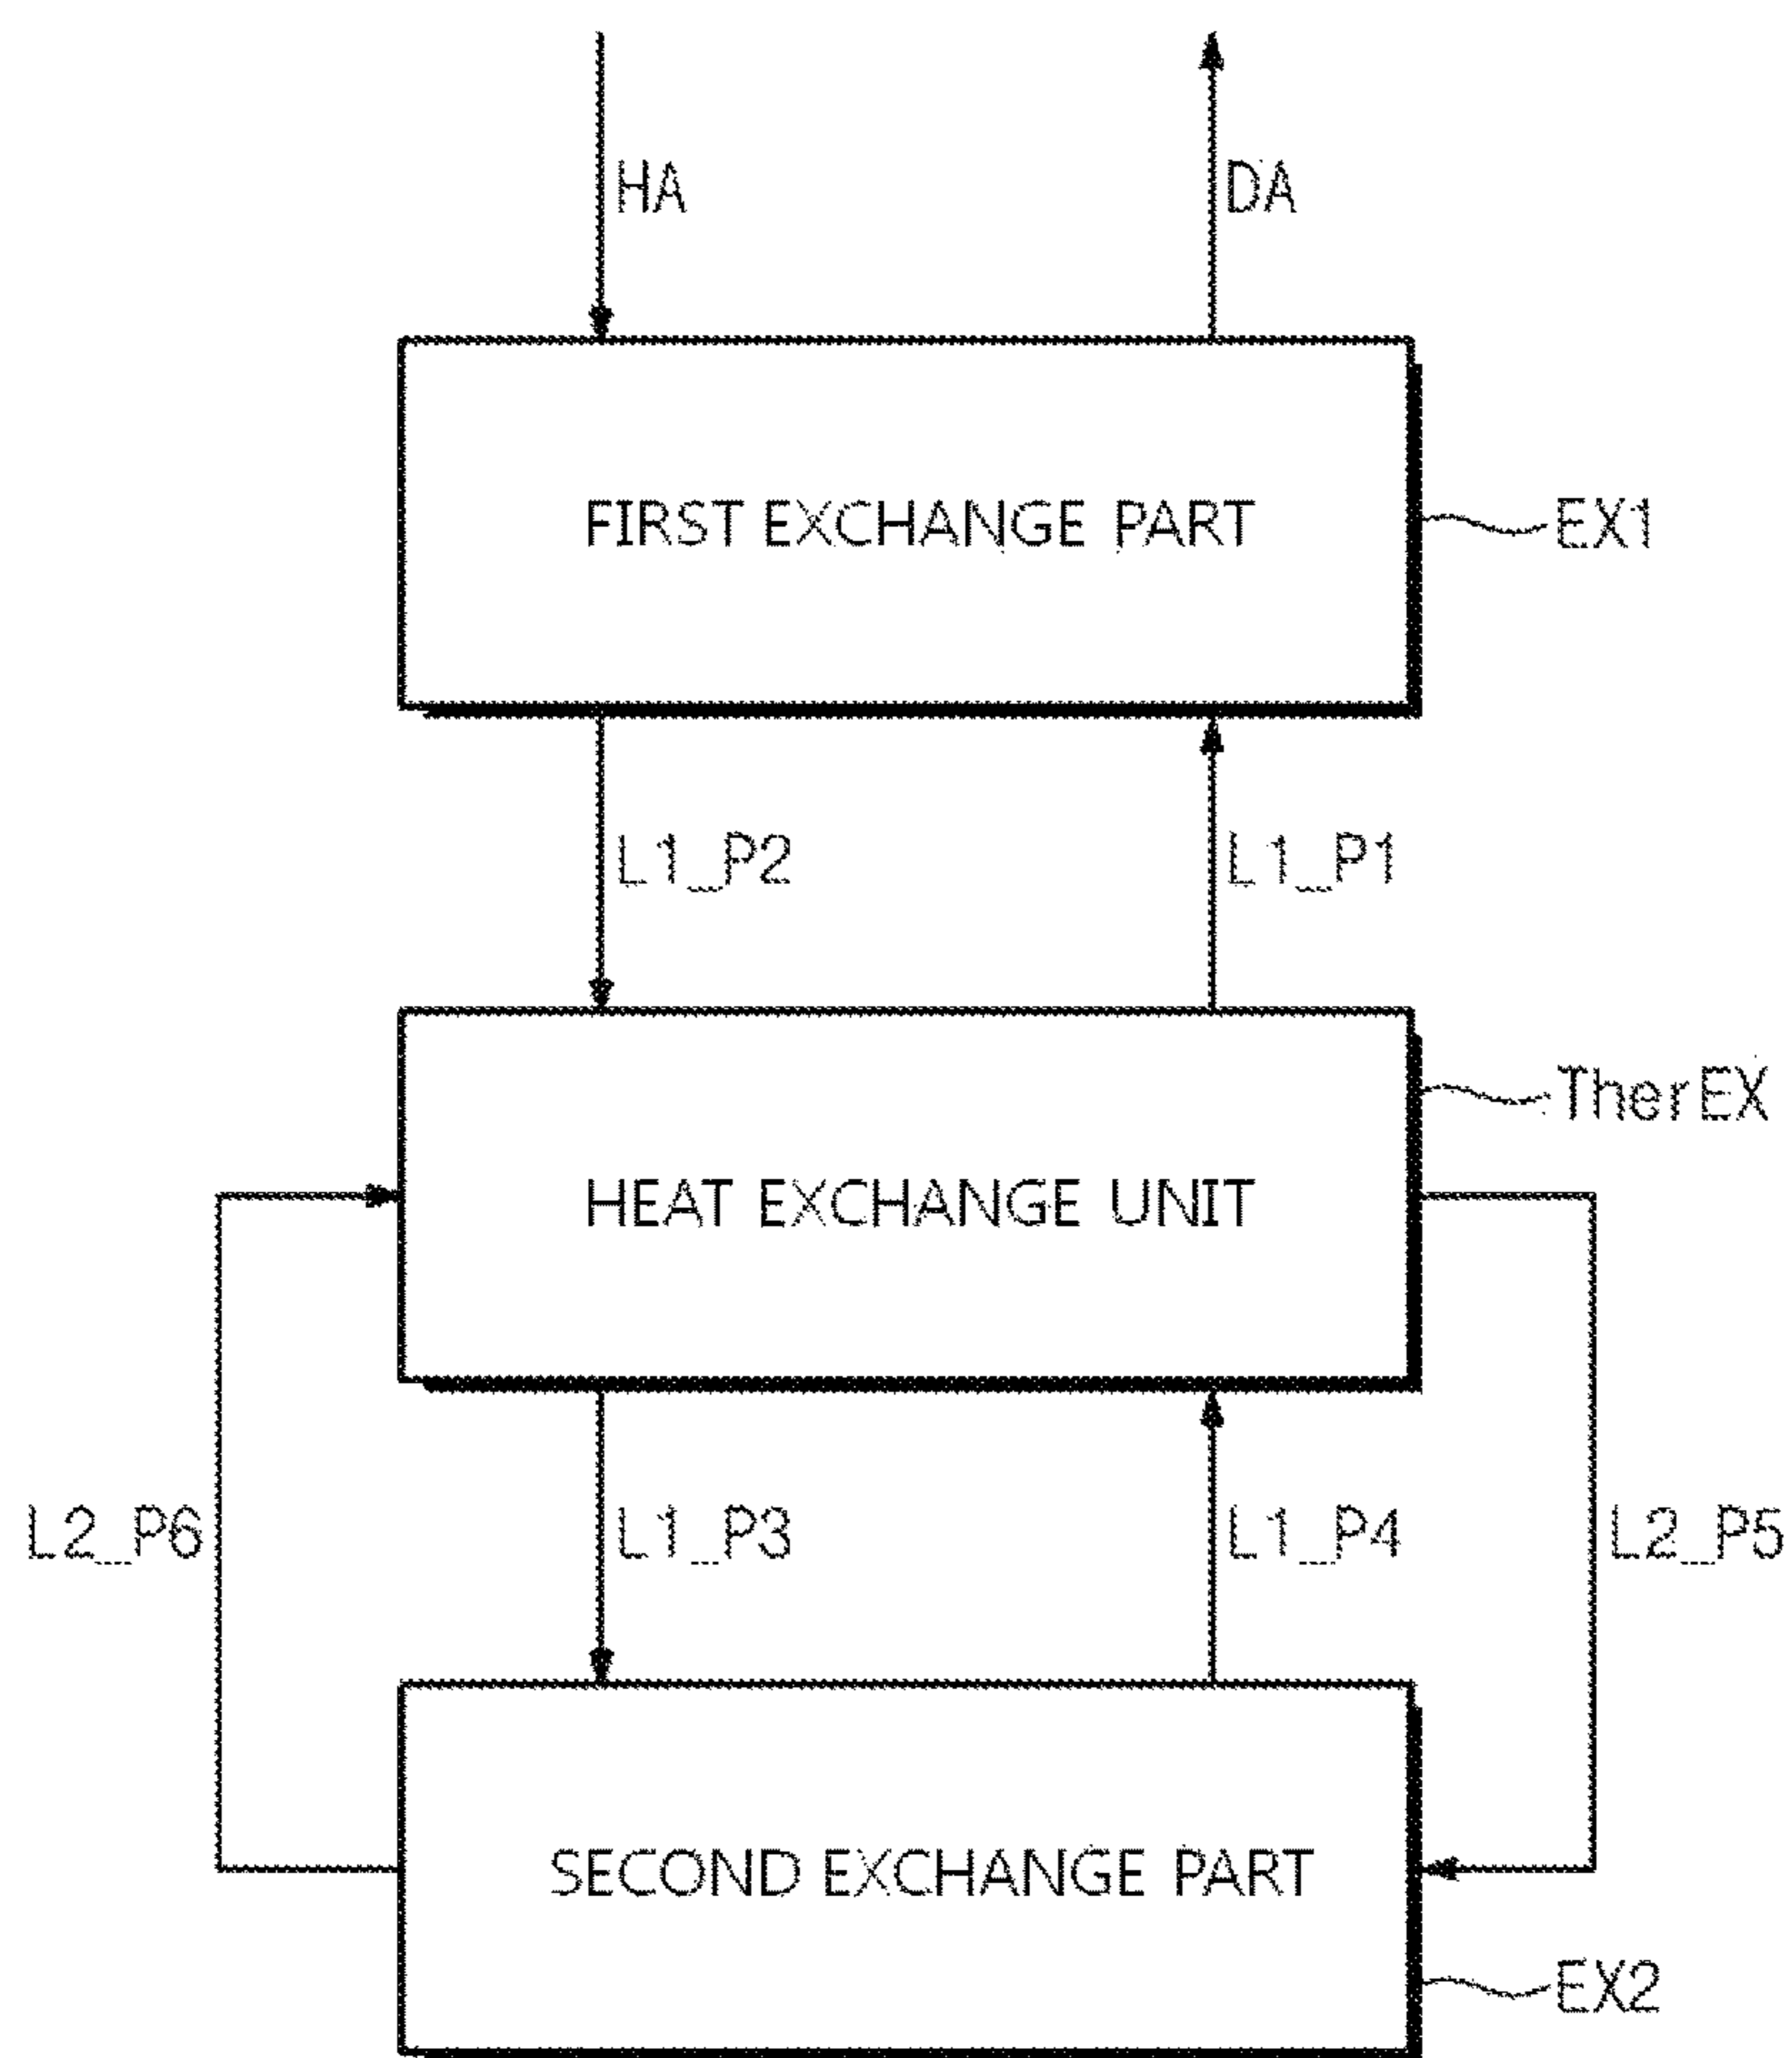 HA
DA
FIRST EXCHANGE PART
EX1
L1_P2
L1_P1
TherEX
HEAT EXCHANGE UNIT
L2_P6
L1_P3
L1_P4
L2_P5
SECOND EXCHANGE PART
EX2